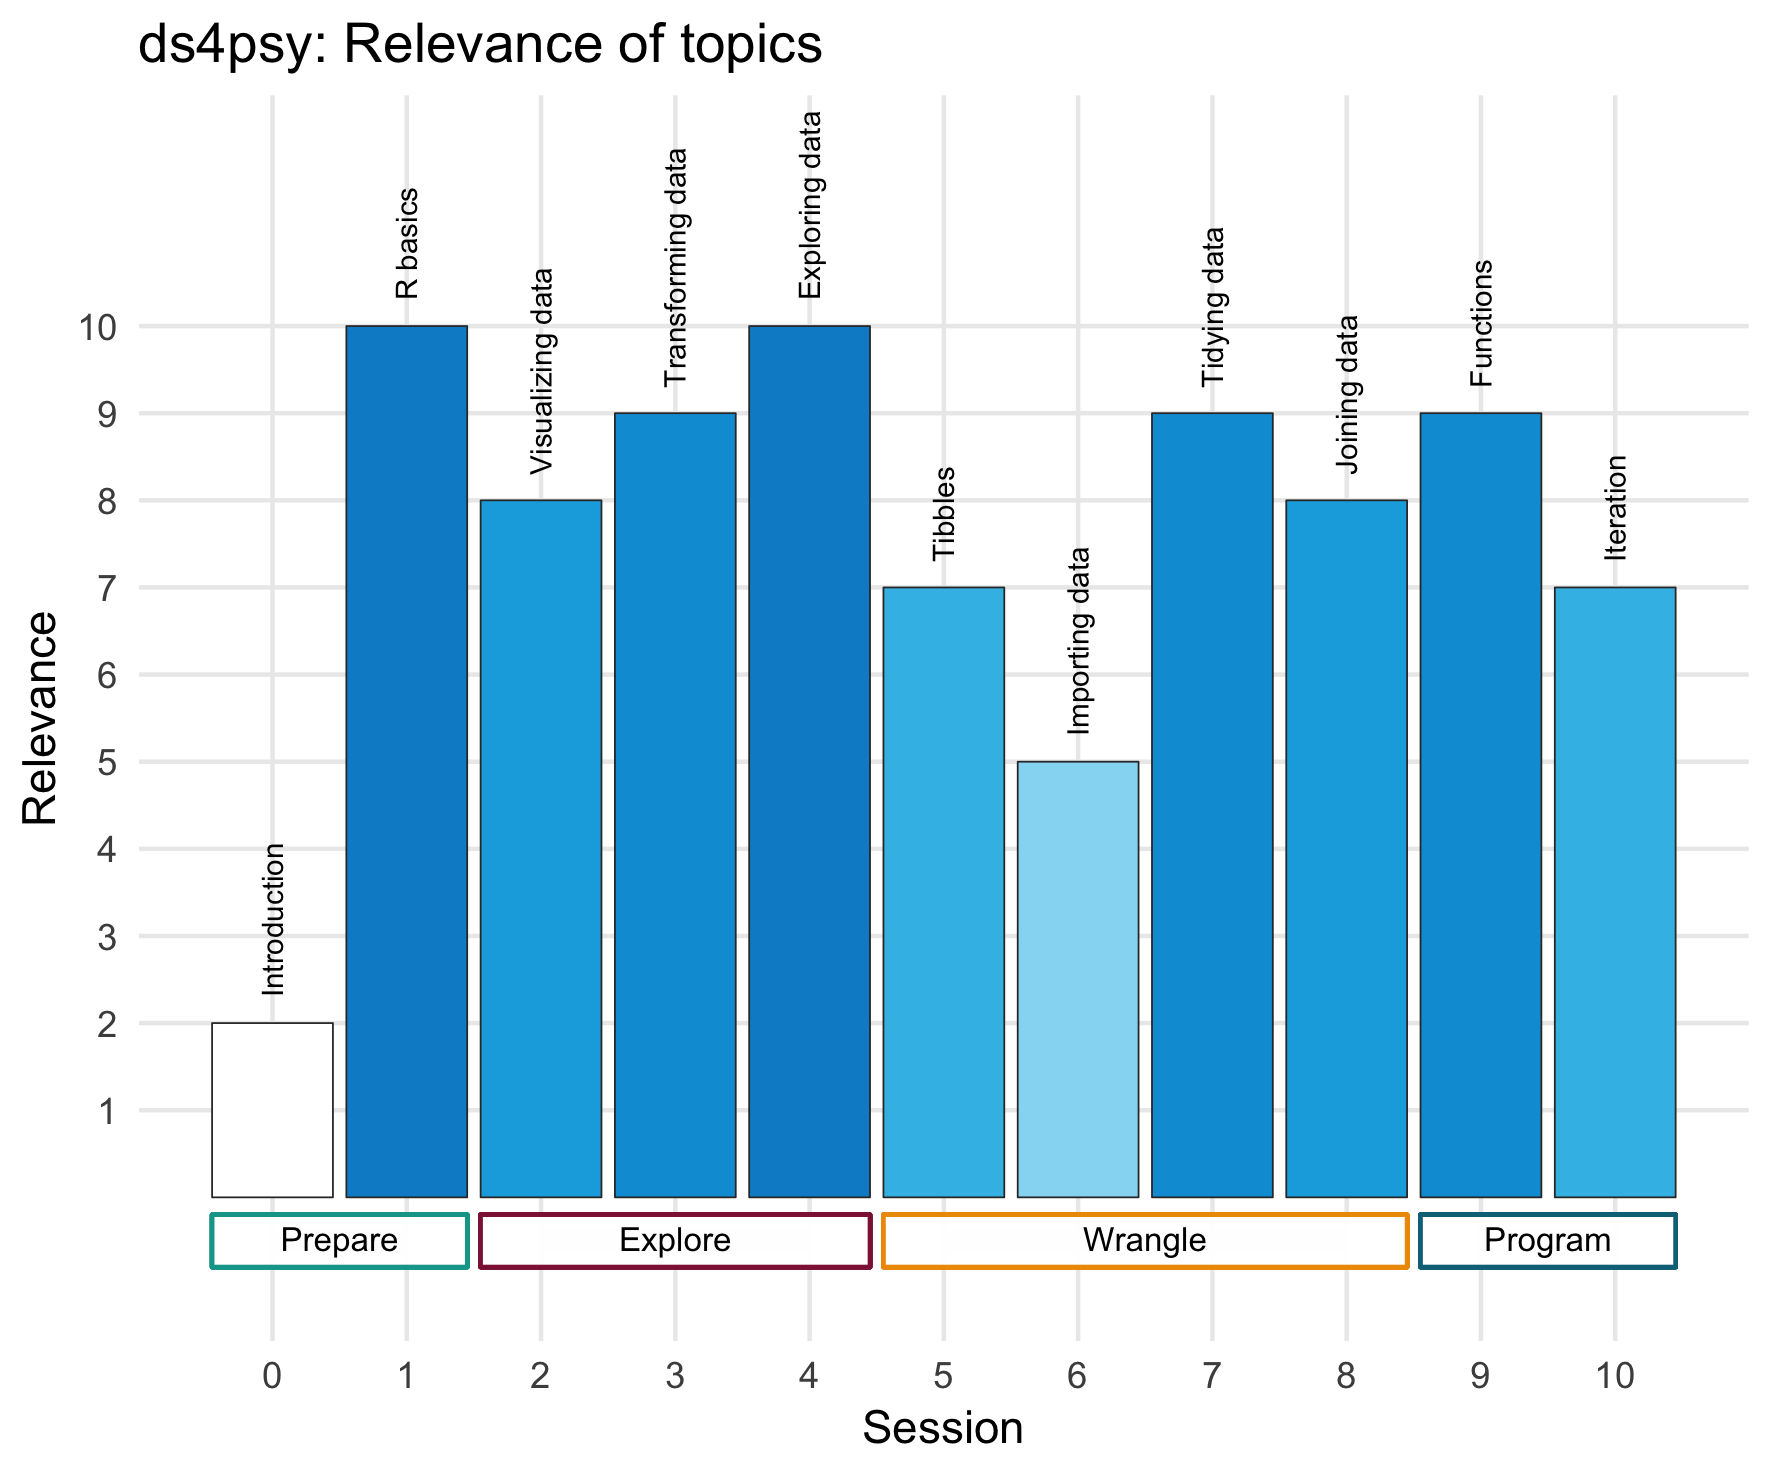 ds4psy: Relevance of topics
Relevance
10
9
8
7
6
5
4
3
2
1
Introduction
R basics
Visualizing data
Transforming data
Exploring data
Tibbles
Importing data
Tidying data
Joining data
Functions
Iteration
Prepare
Explore
Wrangle
Program
0 1 2 3 4 5 6 7 8 9 10
Session